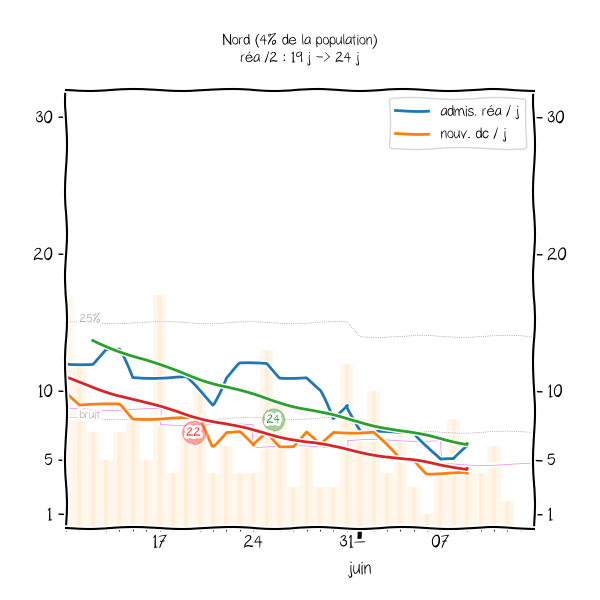 Nord (4% de la population)
réa /2 : 19 j -> 24 j
admis. réa / j
nouv. dc / j
30
30
20
20
25%
10
10
bruit
24
22
5
5
1
1
17
24
31
07
juin